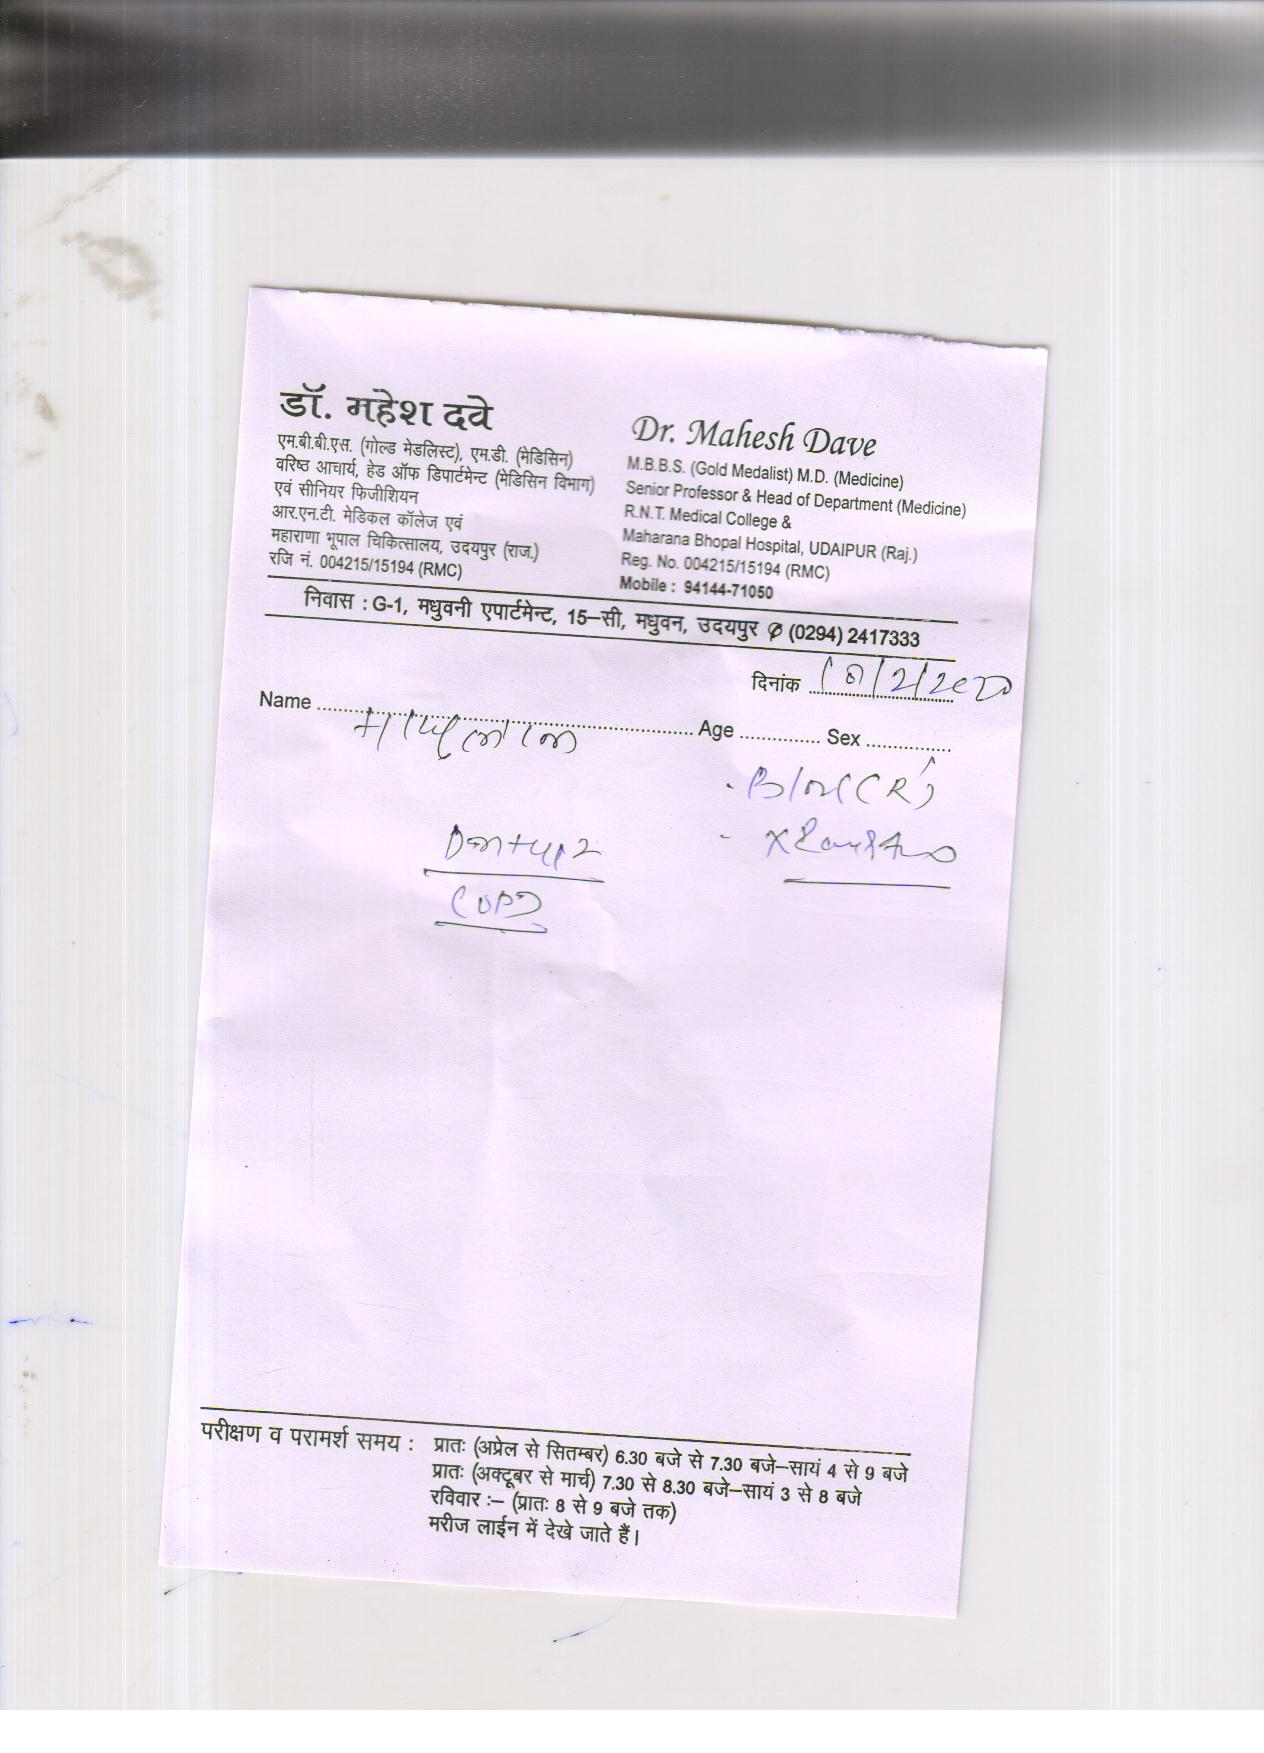 डॉ. महेश दवे
एम.बी.बी.एस. (गोल्ड मेडलिस्ट), एम.डी. (मेडिसिन)
वरिष्ठ आचार्य, हेड ऑफ डिपार्टमेन्ट (मेडिसिन विभाग)
एवं सीनियर फिजीशियन
आर.एन.टी. मेडिकल कॉलेज एवं
महाराणा भूपाल चिकित्सालय, उदयपुर (राज.)
रजि नं. 004215/15194 (RMC)
Dr. Mahesh Dave
M.B.B.S. (Gold Medalist) M.D. (Medicine)
Senior Professor & Head of Department (Medicine)
R.N.T. Medical College &
Maharana Bhopal Hospital, UDAIPUR (Raj.)
Reg. No. 004215/15194 (RMC)
Mobile : 94144-71050
निवास : G-1, मधुवनी एपार्टमेन्ट, 15–सी, मधुवन, उदयपुर ✆ (0294) 2417333
दिनांक
Name Age Sex
COPD
परीक्षण व परामर्श समय : प्रातः (अप्रेल से सितम्बर) 6.30 बजे से 7.30 बजे–सायं 4 से 9 बजे
प्रातः (अक्टूबर से मार्च) 7.30 से 8.30 बजे–सायं 3 से 8 बजे
रविवार :– (प्रातः 8 से 9 बजे तक)
मरीज लाईन में देखे जाते हैं।